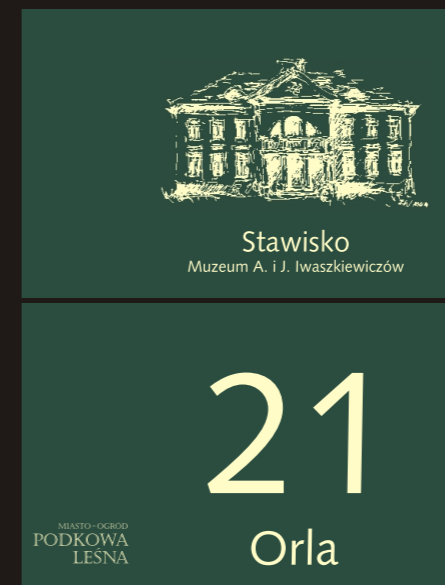 Stawisko
Muzeum A. i J. Iwaszkiewiczów
21
Orla
MIASTO-OGRÓD
PODKOWA
LEŚNA